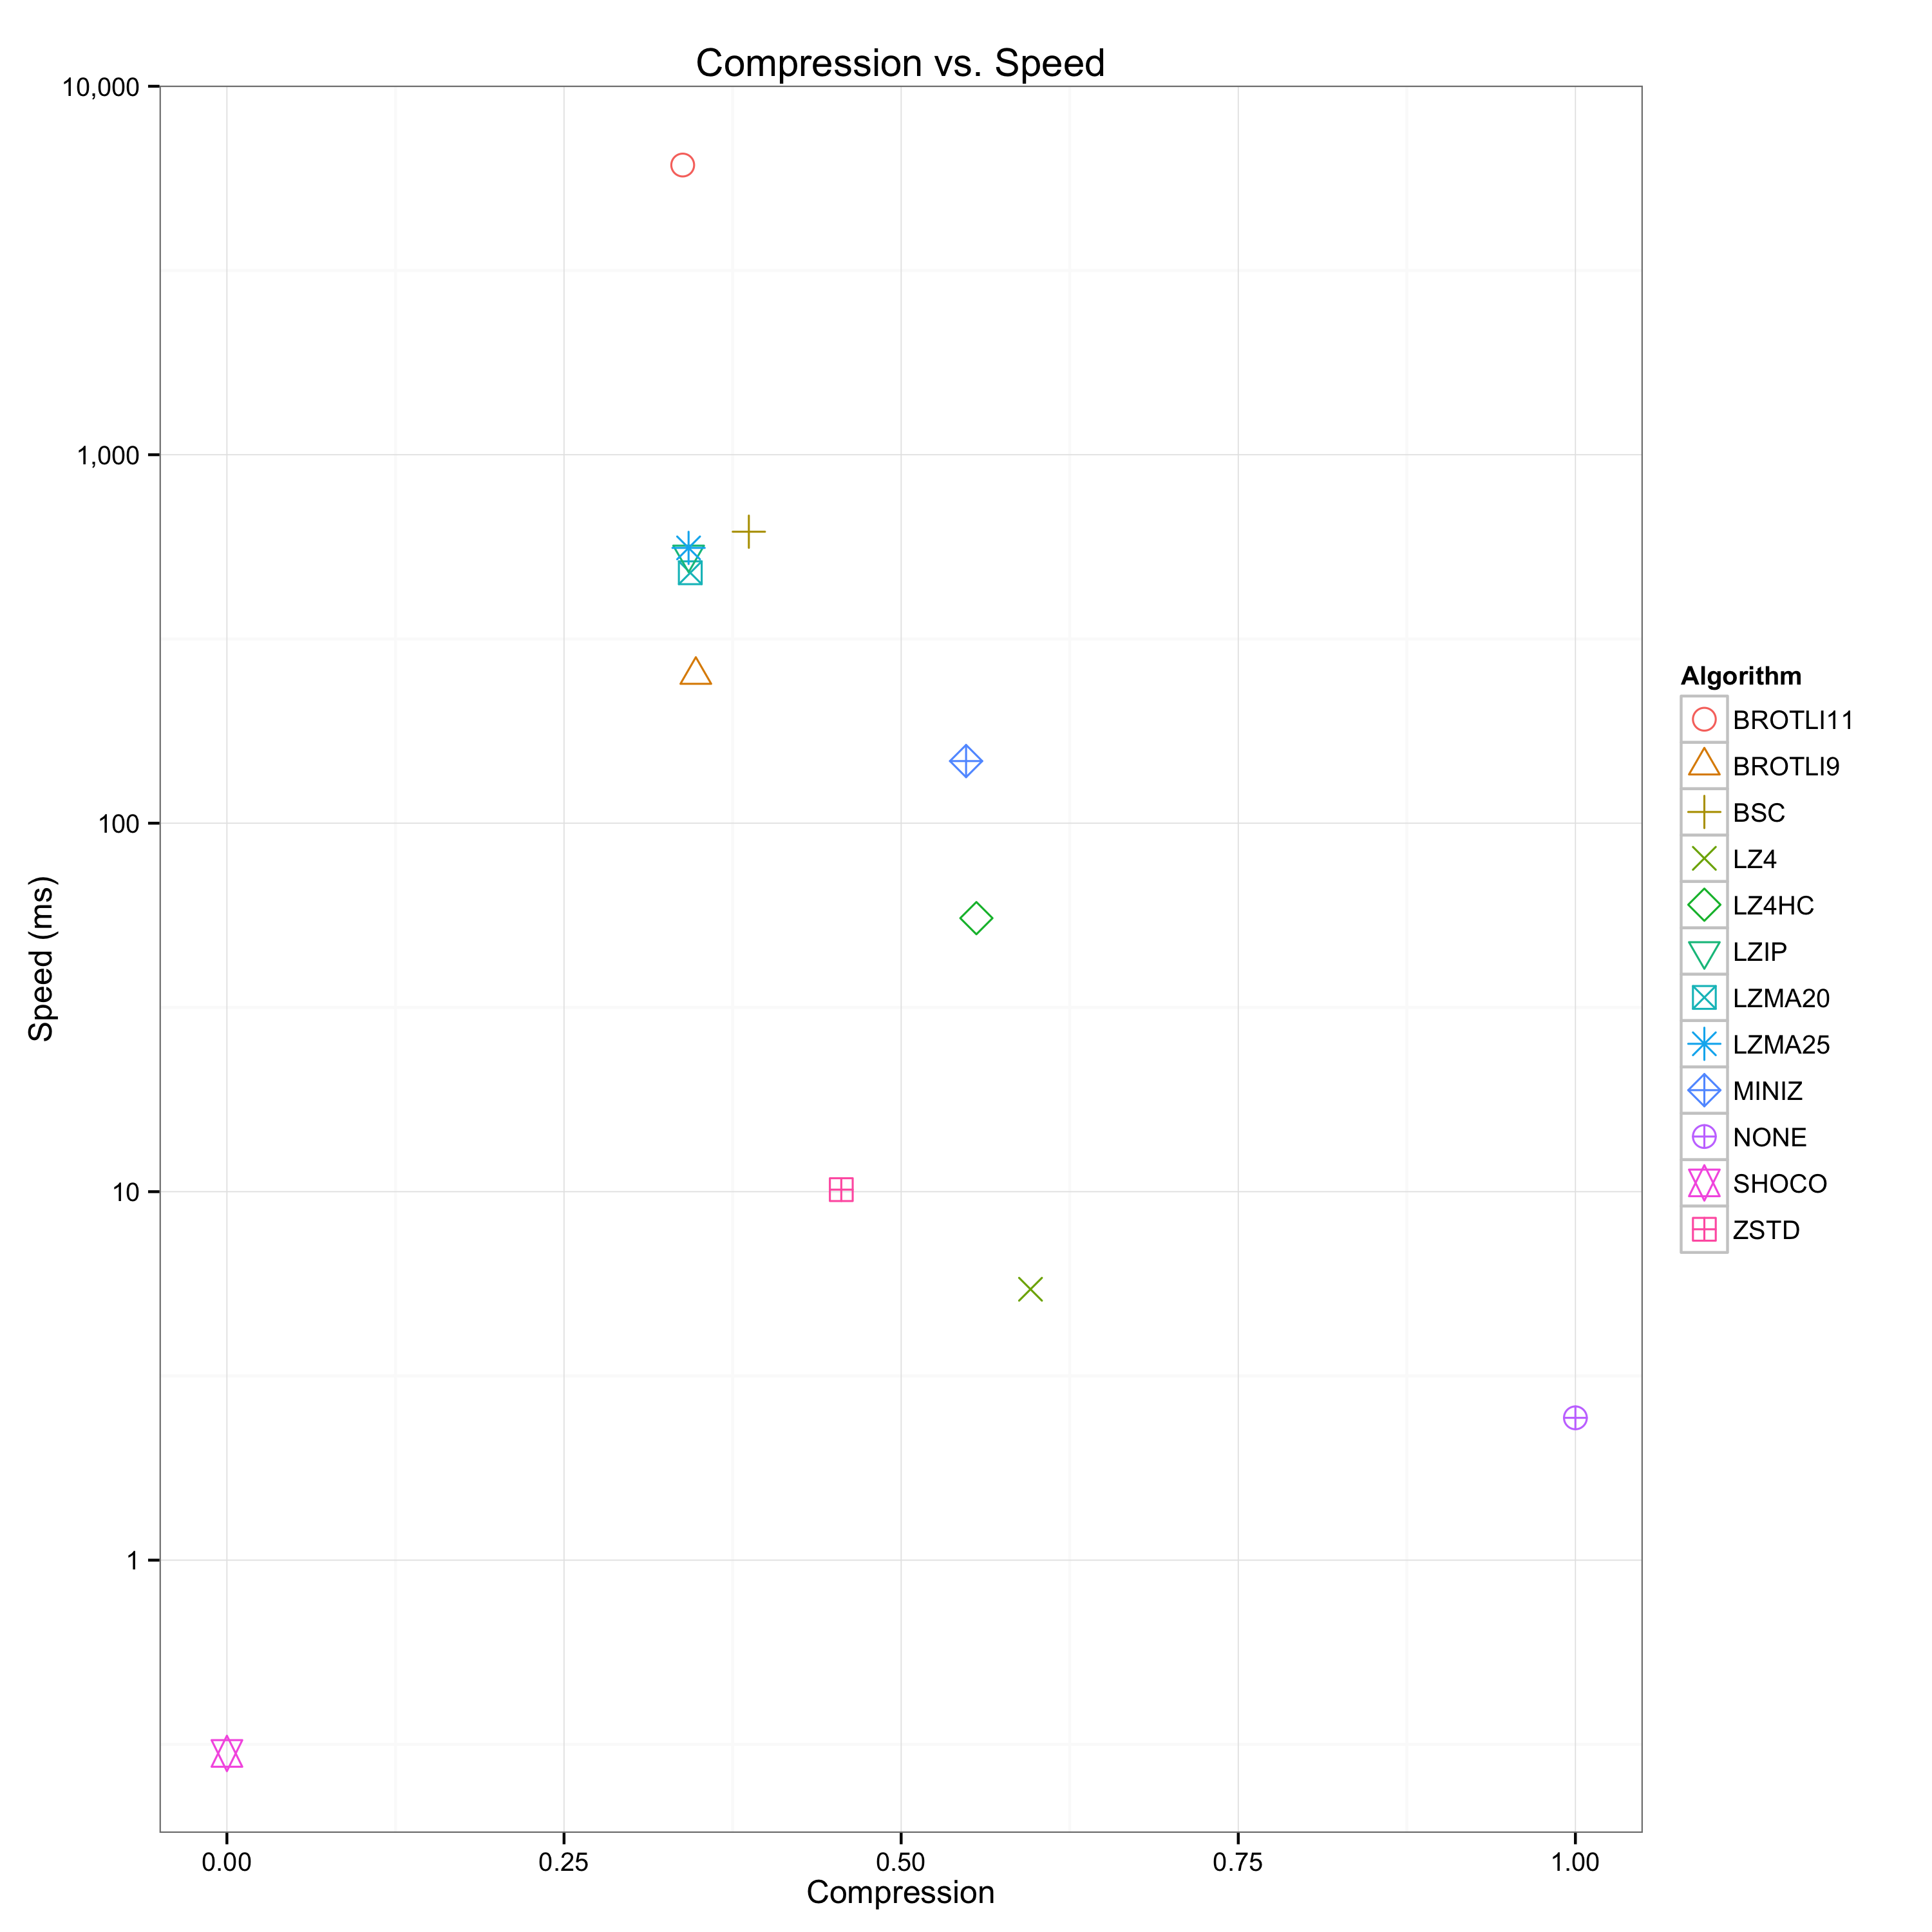 Compression vs. Speed
10,000
1,000
100
10
1
Speed (ms)
0.00
0.25
0.50
0.75
1.00
Compression
Algorithm
BROTLI11
BROTLI9
BSC
LZ4
LZ4HC
LZIP
LZMA20
LZMA25
MINIZ
NONE
SHOCO
ZSTD